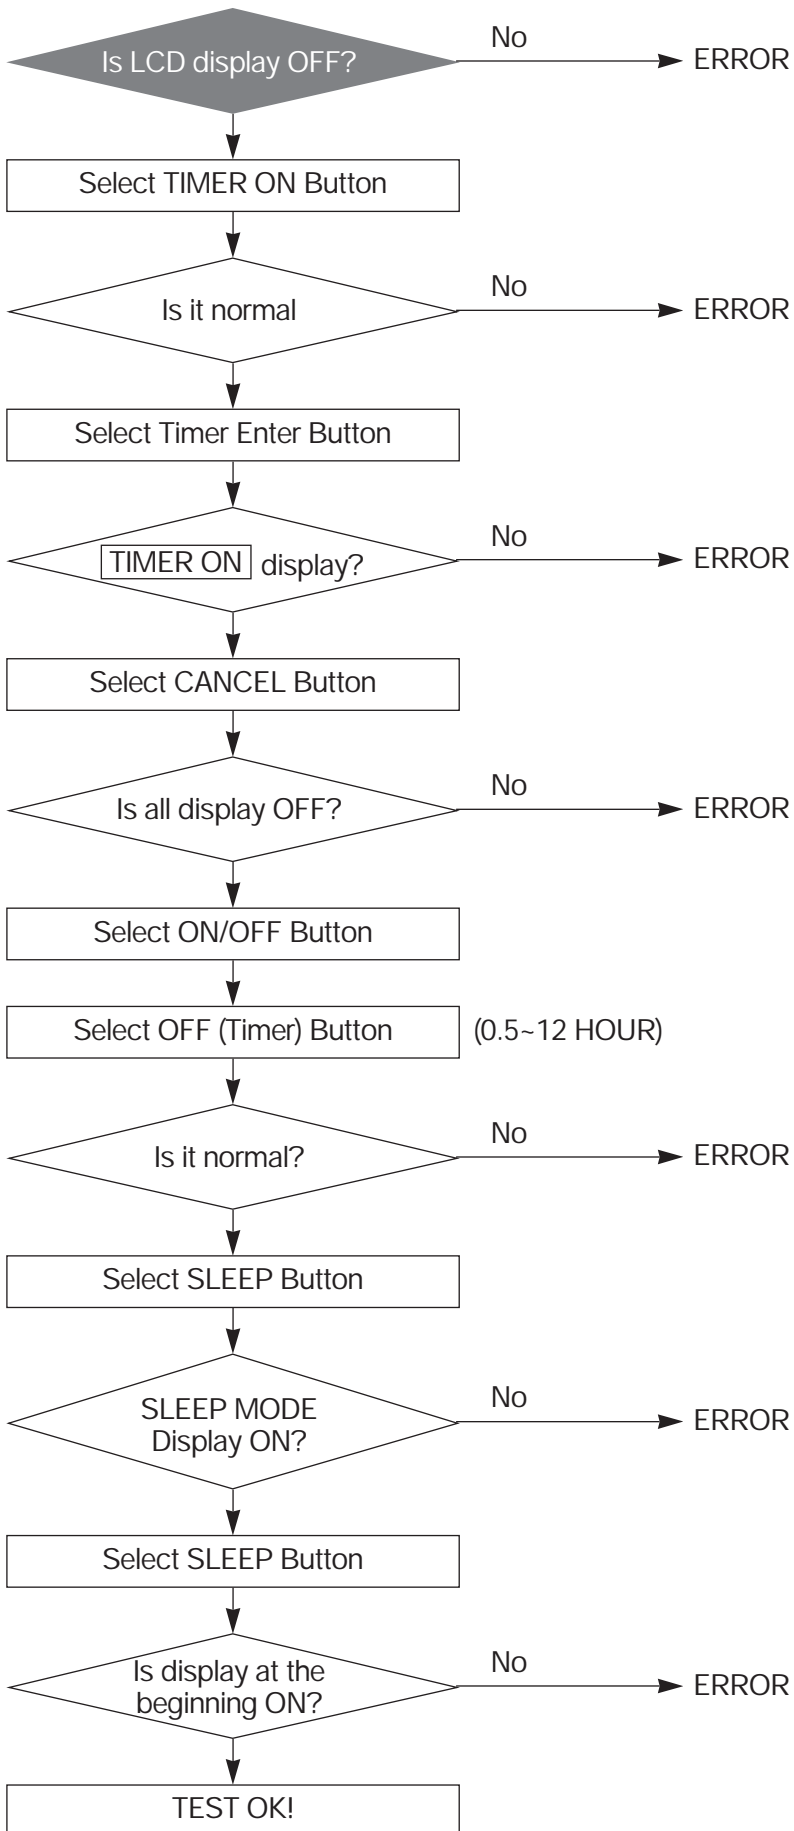 Is LCD display OFF?
No
ERROR
Select TIMER ON Button
Is it normal
No
ERROR
Select Timer Enter Button
TIMER ON display?
No
ERROR
Select CANCEL Button
Is all display OFF?
No
ERROR
Select ON/OFF Button
Select OFF (Timer) Button
(0.5~12 HOUR)
Is it normal?
No
ERROR
Select SLEEP Button
SLEEP MODE
Display ON?
No
ERROR
Select SLEEP Button
Is display at the
beginning ON?
No
ERROR
TEST OK!